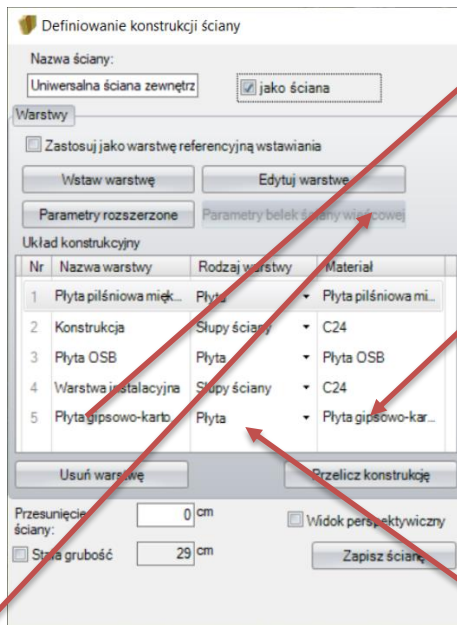 Definiowanie konstrukcji ściany
Nazwa ściany:
Uniwersalna ściana zewnętrz
jako ściana
Warstwy
Zastosuj jako warstwę referencyjną wstawiania
Wstaw warstwę Edytuj warstwę
Parametry rozszerzone Parametry belek ściany wieńcowej
Układ konstrukcyjny
Nr Nazwa warstwy Rodzaj warstwy Materiał
1 Płyta pilśniowa mięk... Płyta Płyta pilśniowa mi...
2 Konstrukcja Słupy ściany C24
3 Płyta OSB Płyta Płyta OSB
4 Warstwa instalacyjna Słupy ściany C24
5 Płyta gipsowo-karto... Płyta Płyta gipsowo-kar...
Usuń warstwę Przelicz konstrukcję
Przesunięcie ściany: 0 cm Widok perspektywiczny
Stała grubość 29 cm Zapisz ścianę